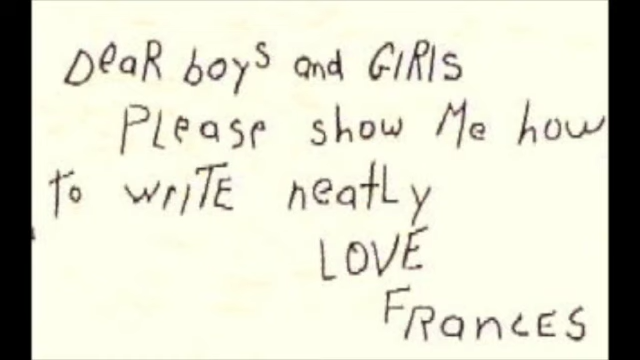 Dear boys and GIRlS
Please show Me how
To wriTE neatLy
LOVE
FRancES